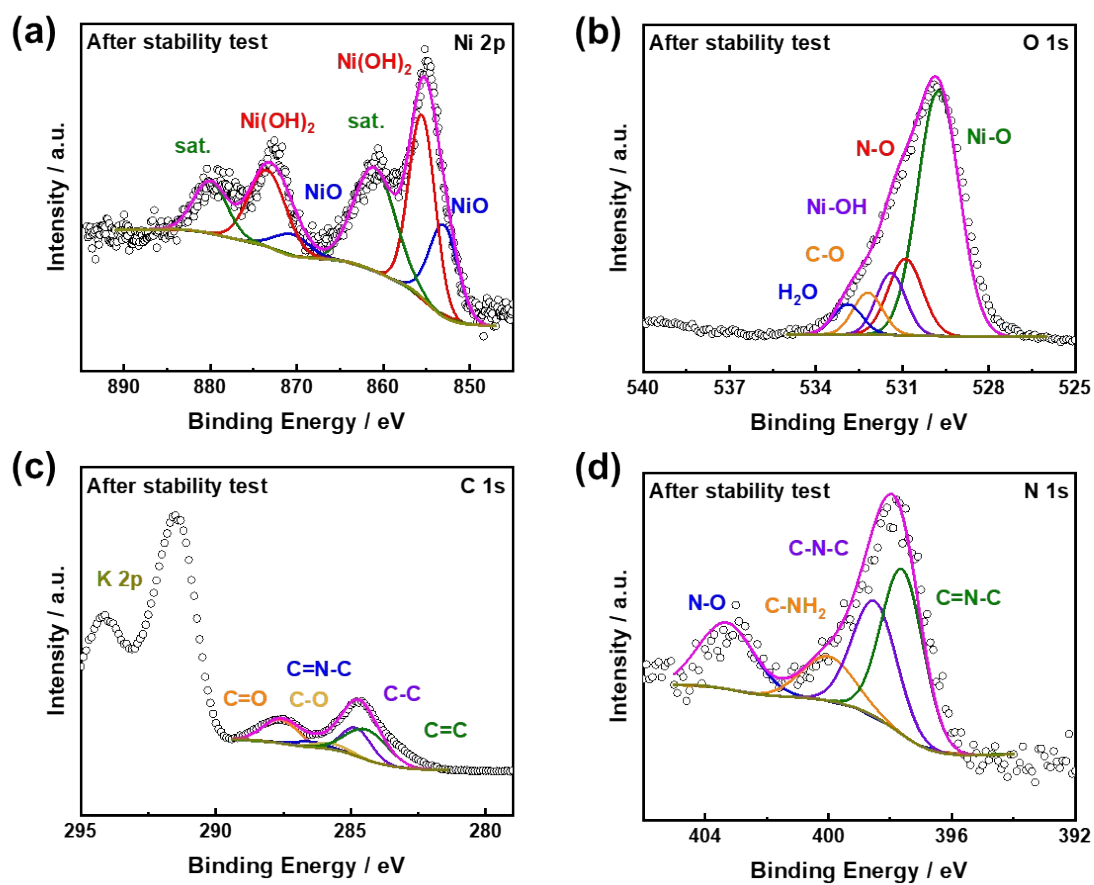 (a)
After stability test
Ni 2p
Ni(OH)2
Ni(OH)2
sat.
sat.
NiO
NiO
Intensity / a.u.
890
880
870
860
850
Binding Energy / eV
(b)
After stability test
O 1s
Ni-O
N-O
Ni-OH
C-O
H2O
Intensity / a.u.
540
537
534
531
528
525
Binding Energy / eV
(c)
After stability test
C 1s
K 2p
C=N-C
C=O
C-O
C-C
C=C
Intensity / a.u.
295
290
285
280
Binding Energy / eV
(d)
After stability test
N 1s
C-N-C
N-O
C-NH2
C=N-C
Intensity / a.u.
404
400
396
392
Binding Energy / eV